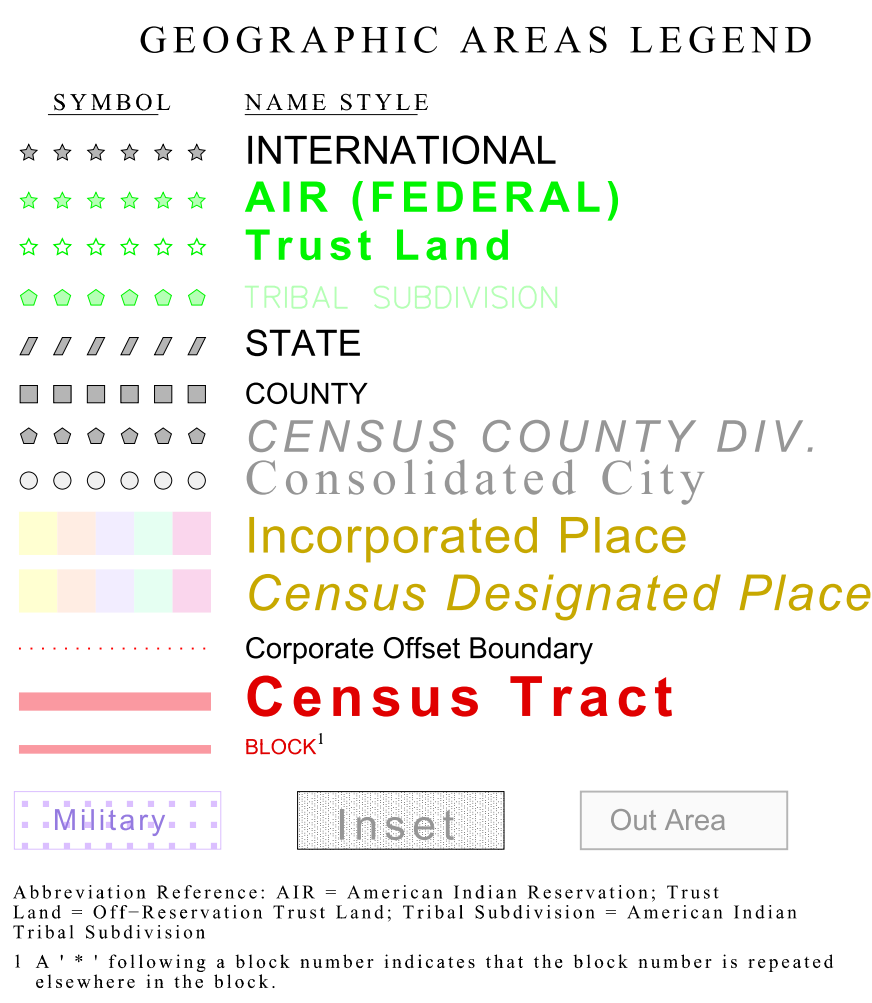 GEOGRAPHIC AREAS LEGEND
SYMBOL NAME STYLE
INTERNATIONAL
AIR (FEDERAL)
Trust Land
TRIBAL SUBDIVISION
STATE
COUNTY
CENSUS COUNTY DIV.
Consolidated City
Incorporated Place
Census Designated Place
Corporate Offset Boundary
Census Tract
BLOCK1
Military Inset Out Area
Abbreviation Reference: AIR = American Indian Reservation; Trust
Land = Off−Reservation Trust Land; Tribal Subdivision = American Indian
Tribal Subdivision
1 A ' * ' following a block number indicates that the block number is repeated
elsewhere in the block.